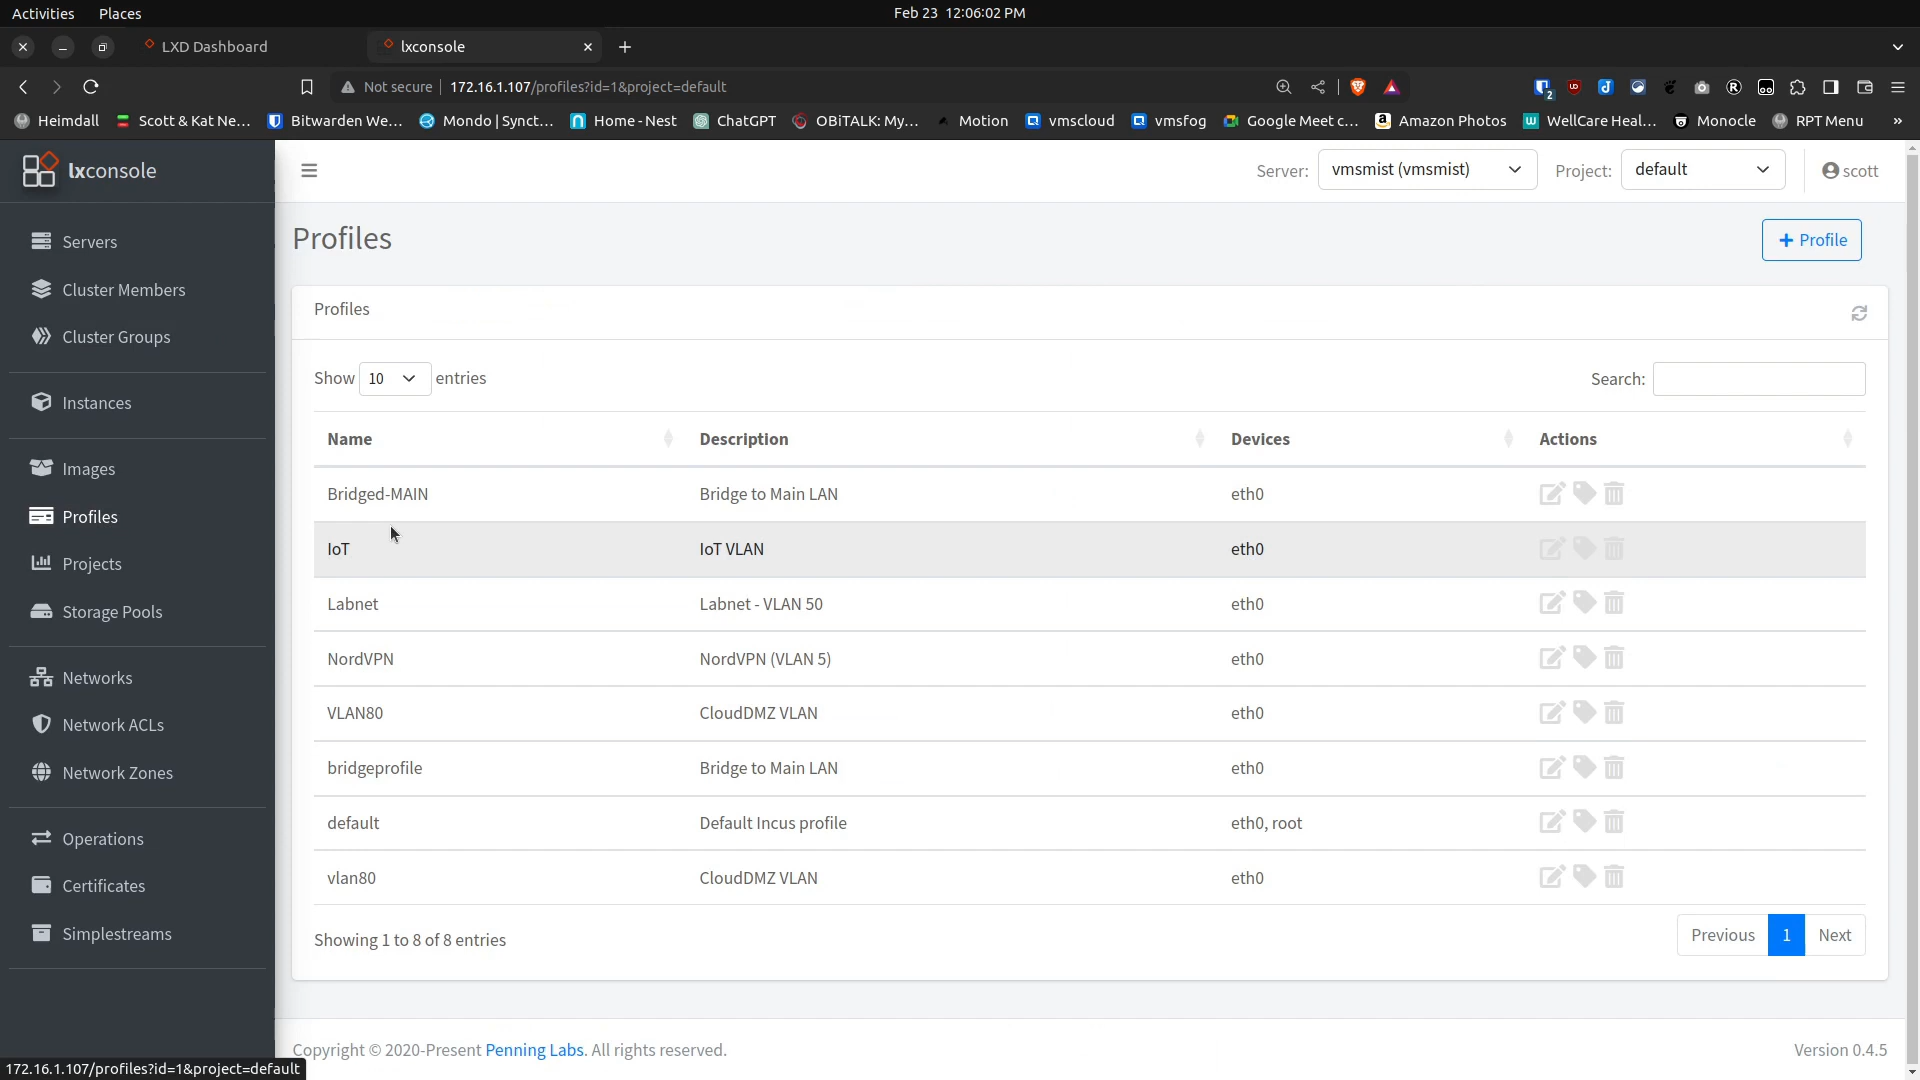 Activities Places Feb 23 12:06:02 PM
LXD Dashboard lxconsole
Not secure 172.16.1.107/profiles?id=1&project=default 2
Heimdall Scott & Kat Ne... Bitwarden We... Mondo | Synct... Home - Nest ChatGPT OBiTALK: My... Motion vmscloud vmsfog Google Meet c... Amazon Photos WellCare Heal... Monocle RPT Menu »
lxconsole
Server: vmsmist (vmsmist) Project: default scott
Servers
Cluster Members
Cluster Groups
Instances
Images
Profiles
Projects
Storage Pools
Networks
Network ACLs
Network Zones
Operations
Certificates
Simplestreams
Profiles + Profile
Profiles
Show 10 entries Search:
Name Description Devices Actions
Bridged-MAIN Bridge to Main LAN eth0
IoT IoT VLAN eth0
Labnet Labnet - VLAN 50 eth0
NordVPN NordVPN (VLAN 5) eth0
VLAN80 CloudDMZ VLAN eth0
bridgeprofile Bridge to Main LAN eth0
default Default Incus profile eth0, root
vlan80 CloudDMZ VLAN eth0
Showing 1 to 8 of 8 entries Previous 1 Next
Copyright © 2020-Present Penning Labs. All rights reserved. Version 0.4.5
172.16.1.107/profiles?id=1&project=default